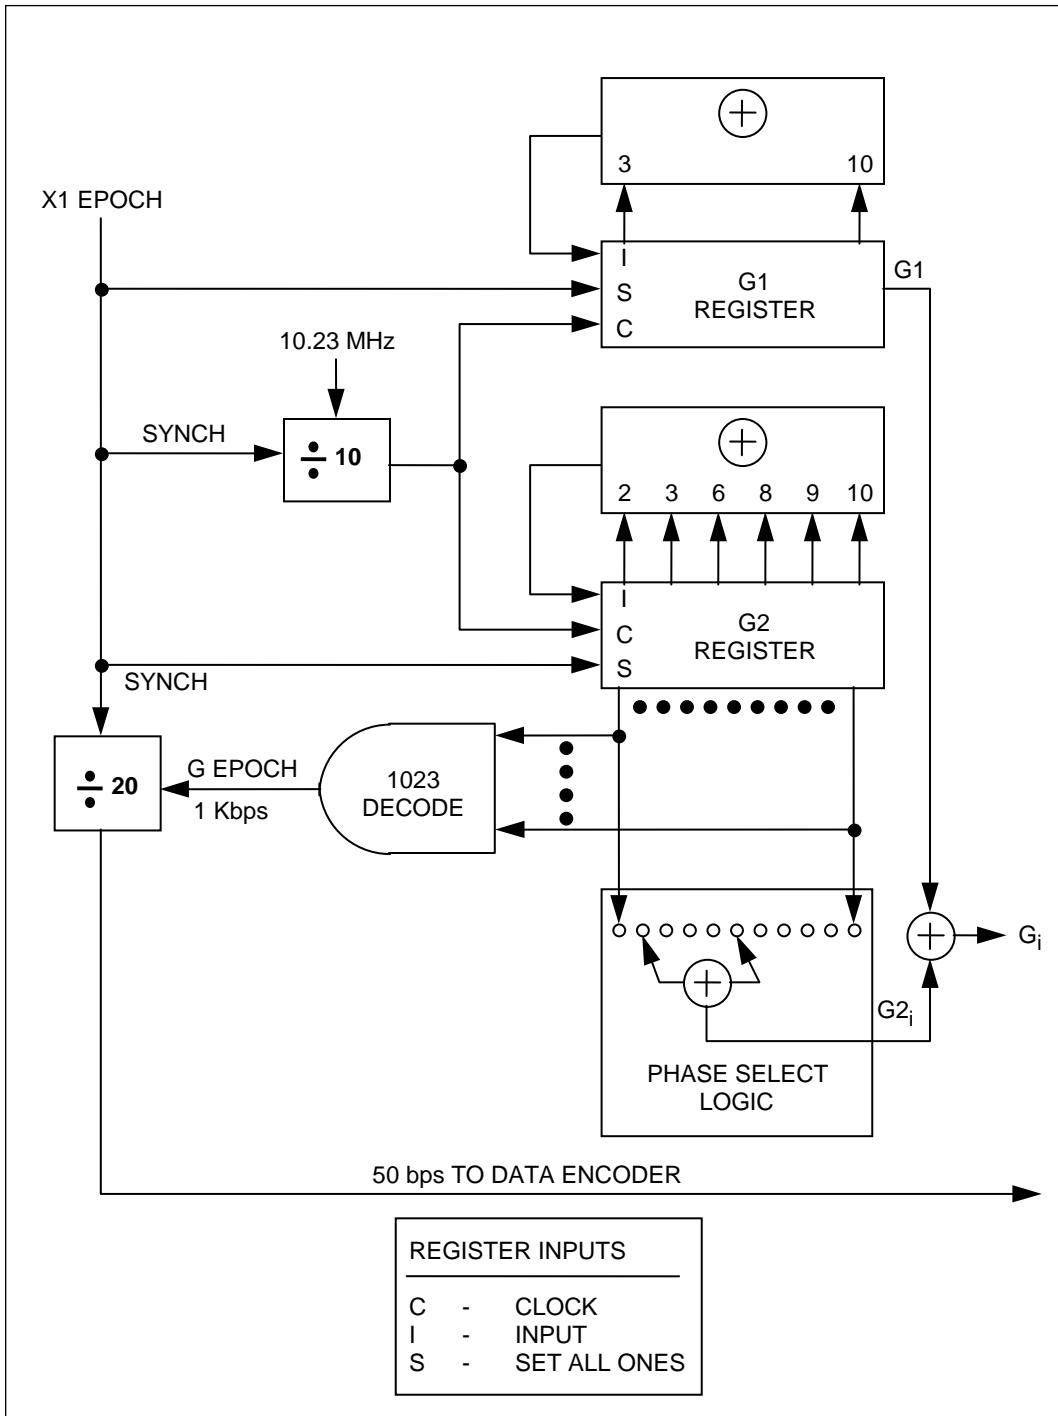 3 10
X1 EPOCH
I
G1
S
G1
REGISTER
C
10.23 MHz
SYNCH
÷ 10
2 3 6 8 9 10
I
G2
C
REGISTER
S
SYNCH
G EPOCH
÷ 20
1 Kbps
1023
DECODE
Gi
G2i
PHASE SELECT
LOGIC
50 bps TO DATA ENCODER
REGISTER INPUTS
C - CLOCK
I - INPUT
S - SET ALL ONES